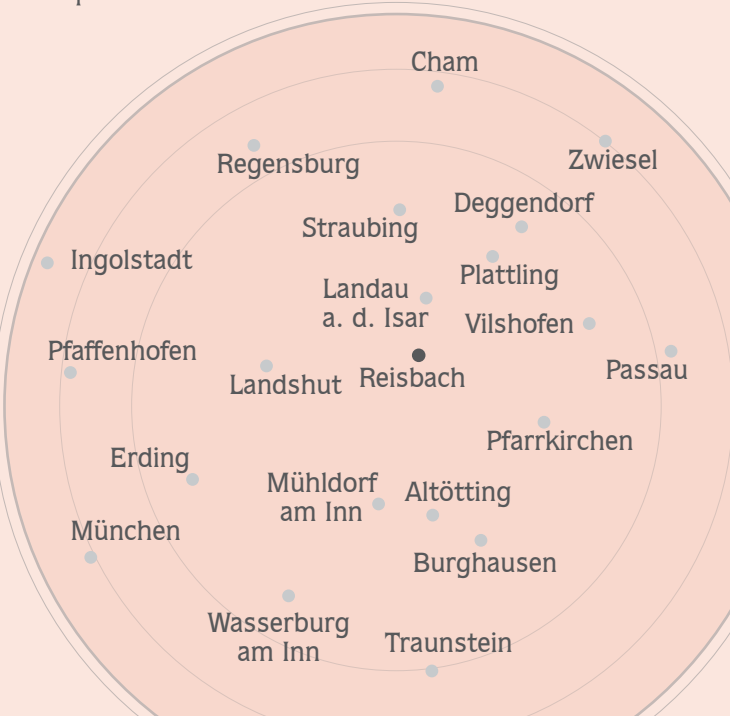 Cham
Zwiesel
Regensburg
Deggendorf
Straubing
Ingolstadt
Plattling
Landau
a. d. Isar
Vilshofen
Pfaffenhofen
Passau
Landshut
Reisbach
Pfarrkirchen
Erding
Mühldorf
am Inn
Altötting
München
Burghausen
Wasserburg
am Inn
Traunstein